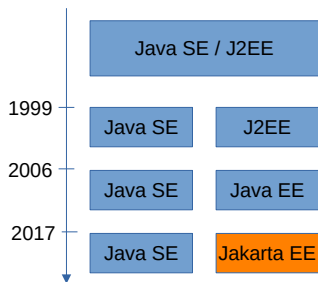 Java SE / J2EE
1999
Java SE
J2EE
2006
Java SE
Java EE
2017
Java SE
Jakarta EE